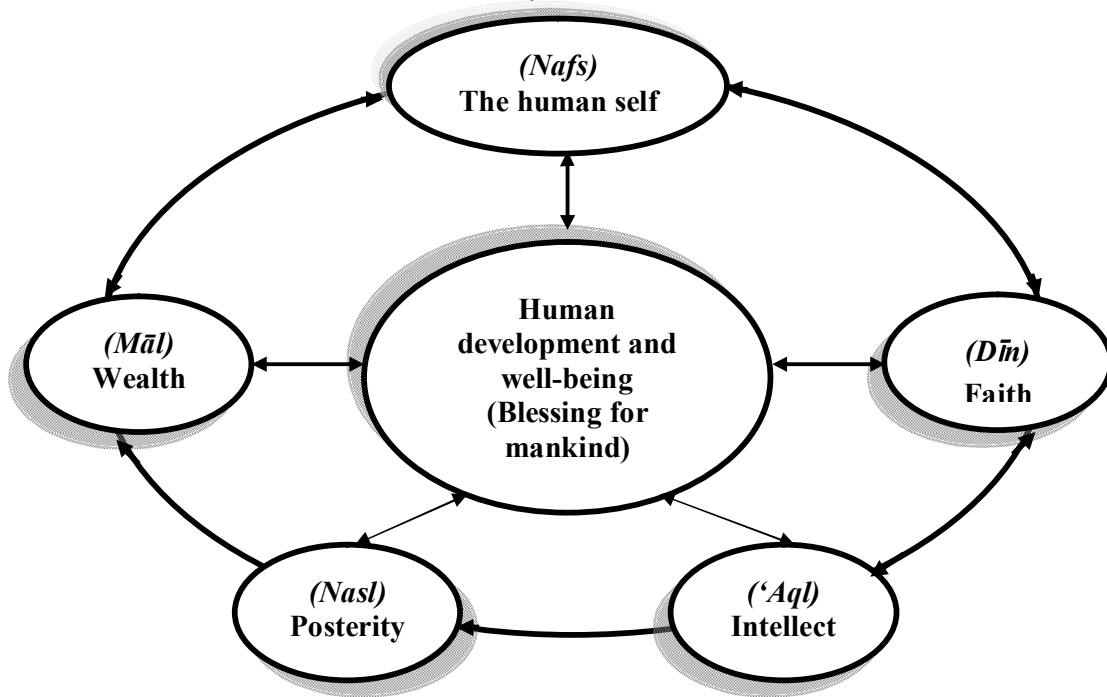 (Nafs)
The human self
Human
development and
well-being
(Blessing for
mankind)
(Māl)
Wealth
(Dīn)
Faith
(Nasl)
Posterity
(‘Aql)
Intellect